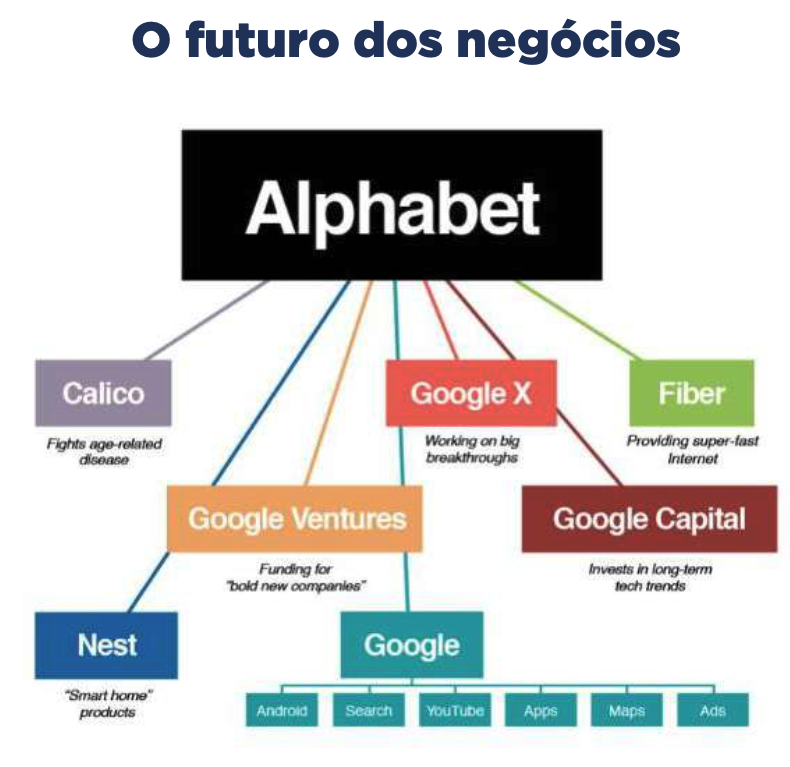 O futuro dos negócios
Alphabet
Calico
Fights age-related
disease
Google X
Working on big
breakthroughs
Fiber
Providing super-fast
Internet
Google Ventures
Funding for
"bold new companies"
Google Capital
Invests in long-term
tech trends
Nest
"Smart home"
products
Google
Android
Search
YouTube
Apps
Maps
Ads